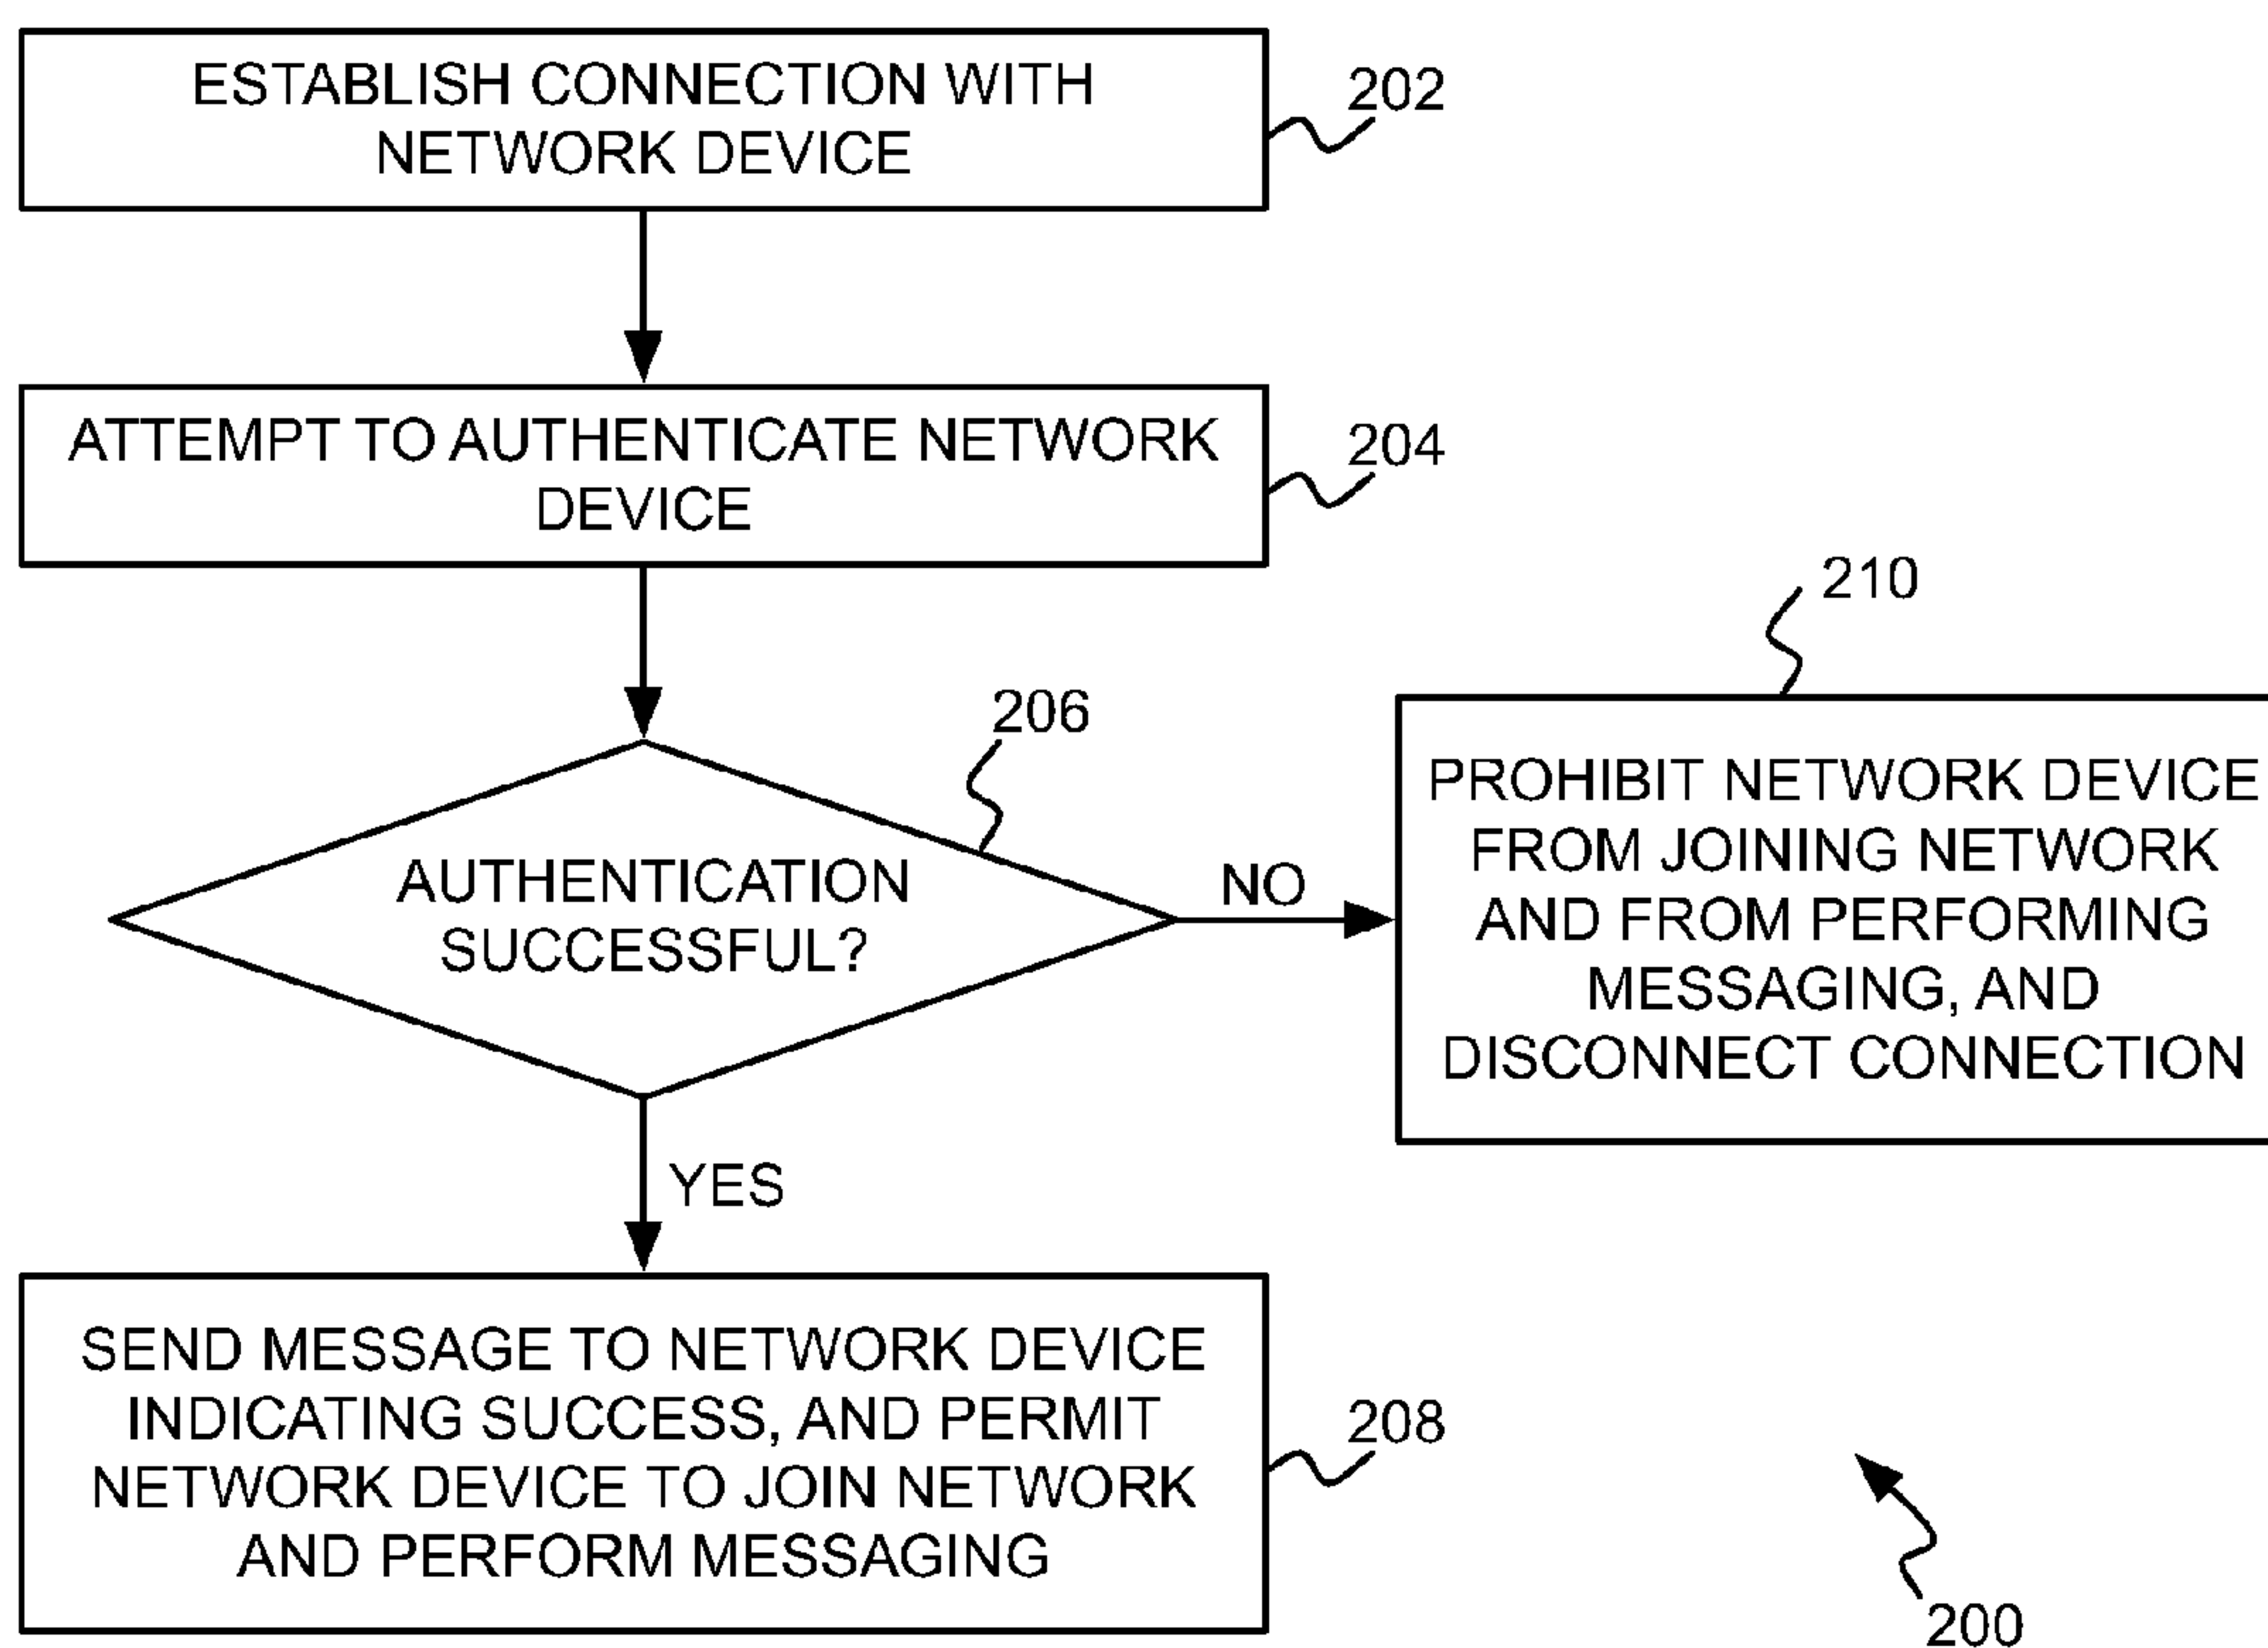 ESTABLISH CONNECTION WITH
NETWORK DEVICE
202
ATTEMPT TO AUTHENTICATE NETWORK
DEVICE
204
206
AUTHENTICATION
SUCCESSFUL?
NO
210
PROHIBIT NETWORK DEVICE
FROM JOINING NETWORK
AND FROM PERFORMING
MESSAGING, AND
DISCONNECT CONNECTION
YES
SEND MESSAGE TO NETWORK DEVICE
INDICATING SUCCESS, AND PERMIT
NETWORK DEVICE TO JOIN NETWORK
AND PERFORM MESSAGING
208
200